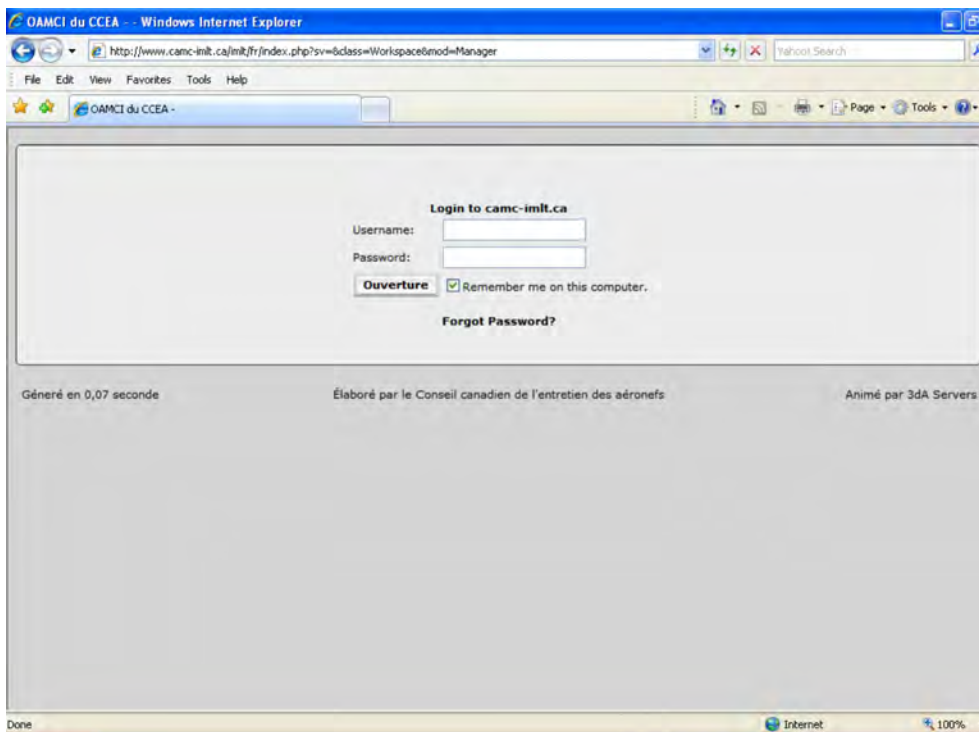 OAMCI du CCEA - - Windows Internet Explorer
http://www.camc-imlt.ca/imlt/fr/index.php?sv=&class=Workspace&mod=Manager
Yahoo! Search
File Edit View Favorites Tools Help
OAMCI du CCEA -
Page Tools
Login to camc-imlt.ca
Username:
Password:
Ouverture Remember me on this computer.
Forgot Password?
Géneré en 0,07 seconde Élaboré par le Conseil canadien de l'entretien des aéronefs Animé par 3dA Servers
Done Internet 100%